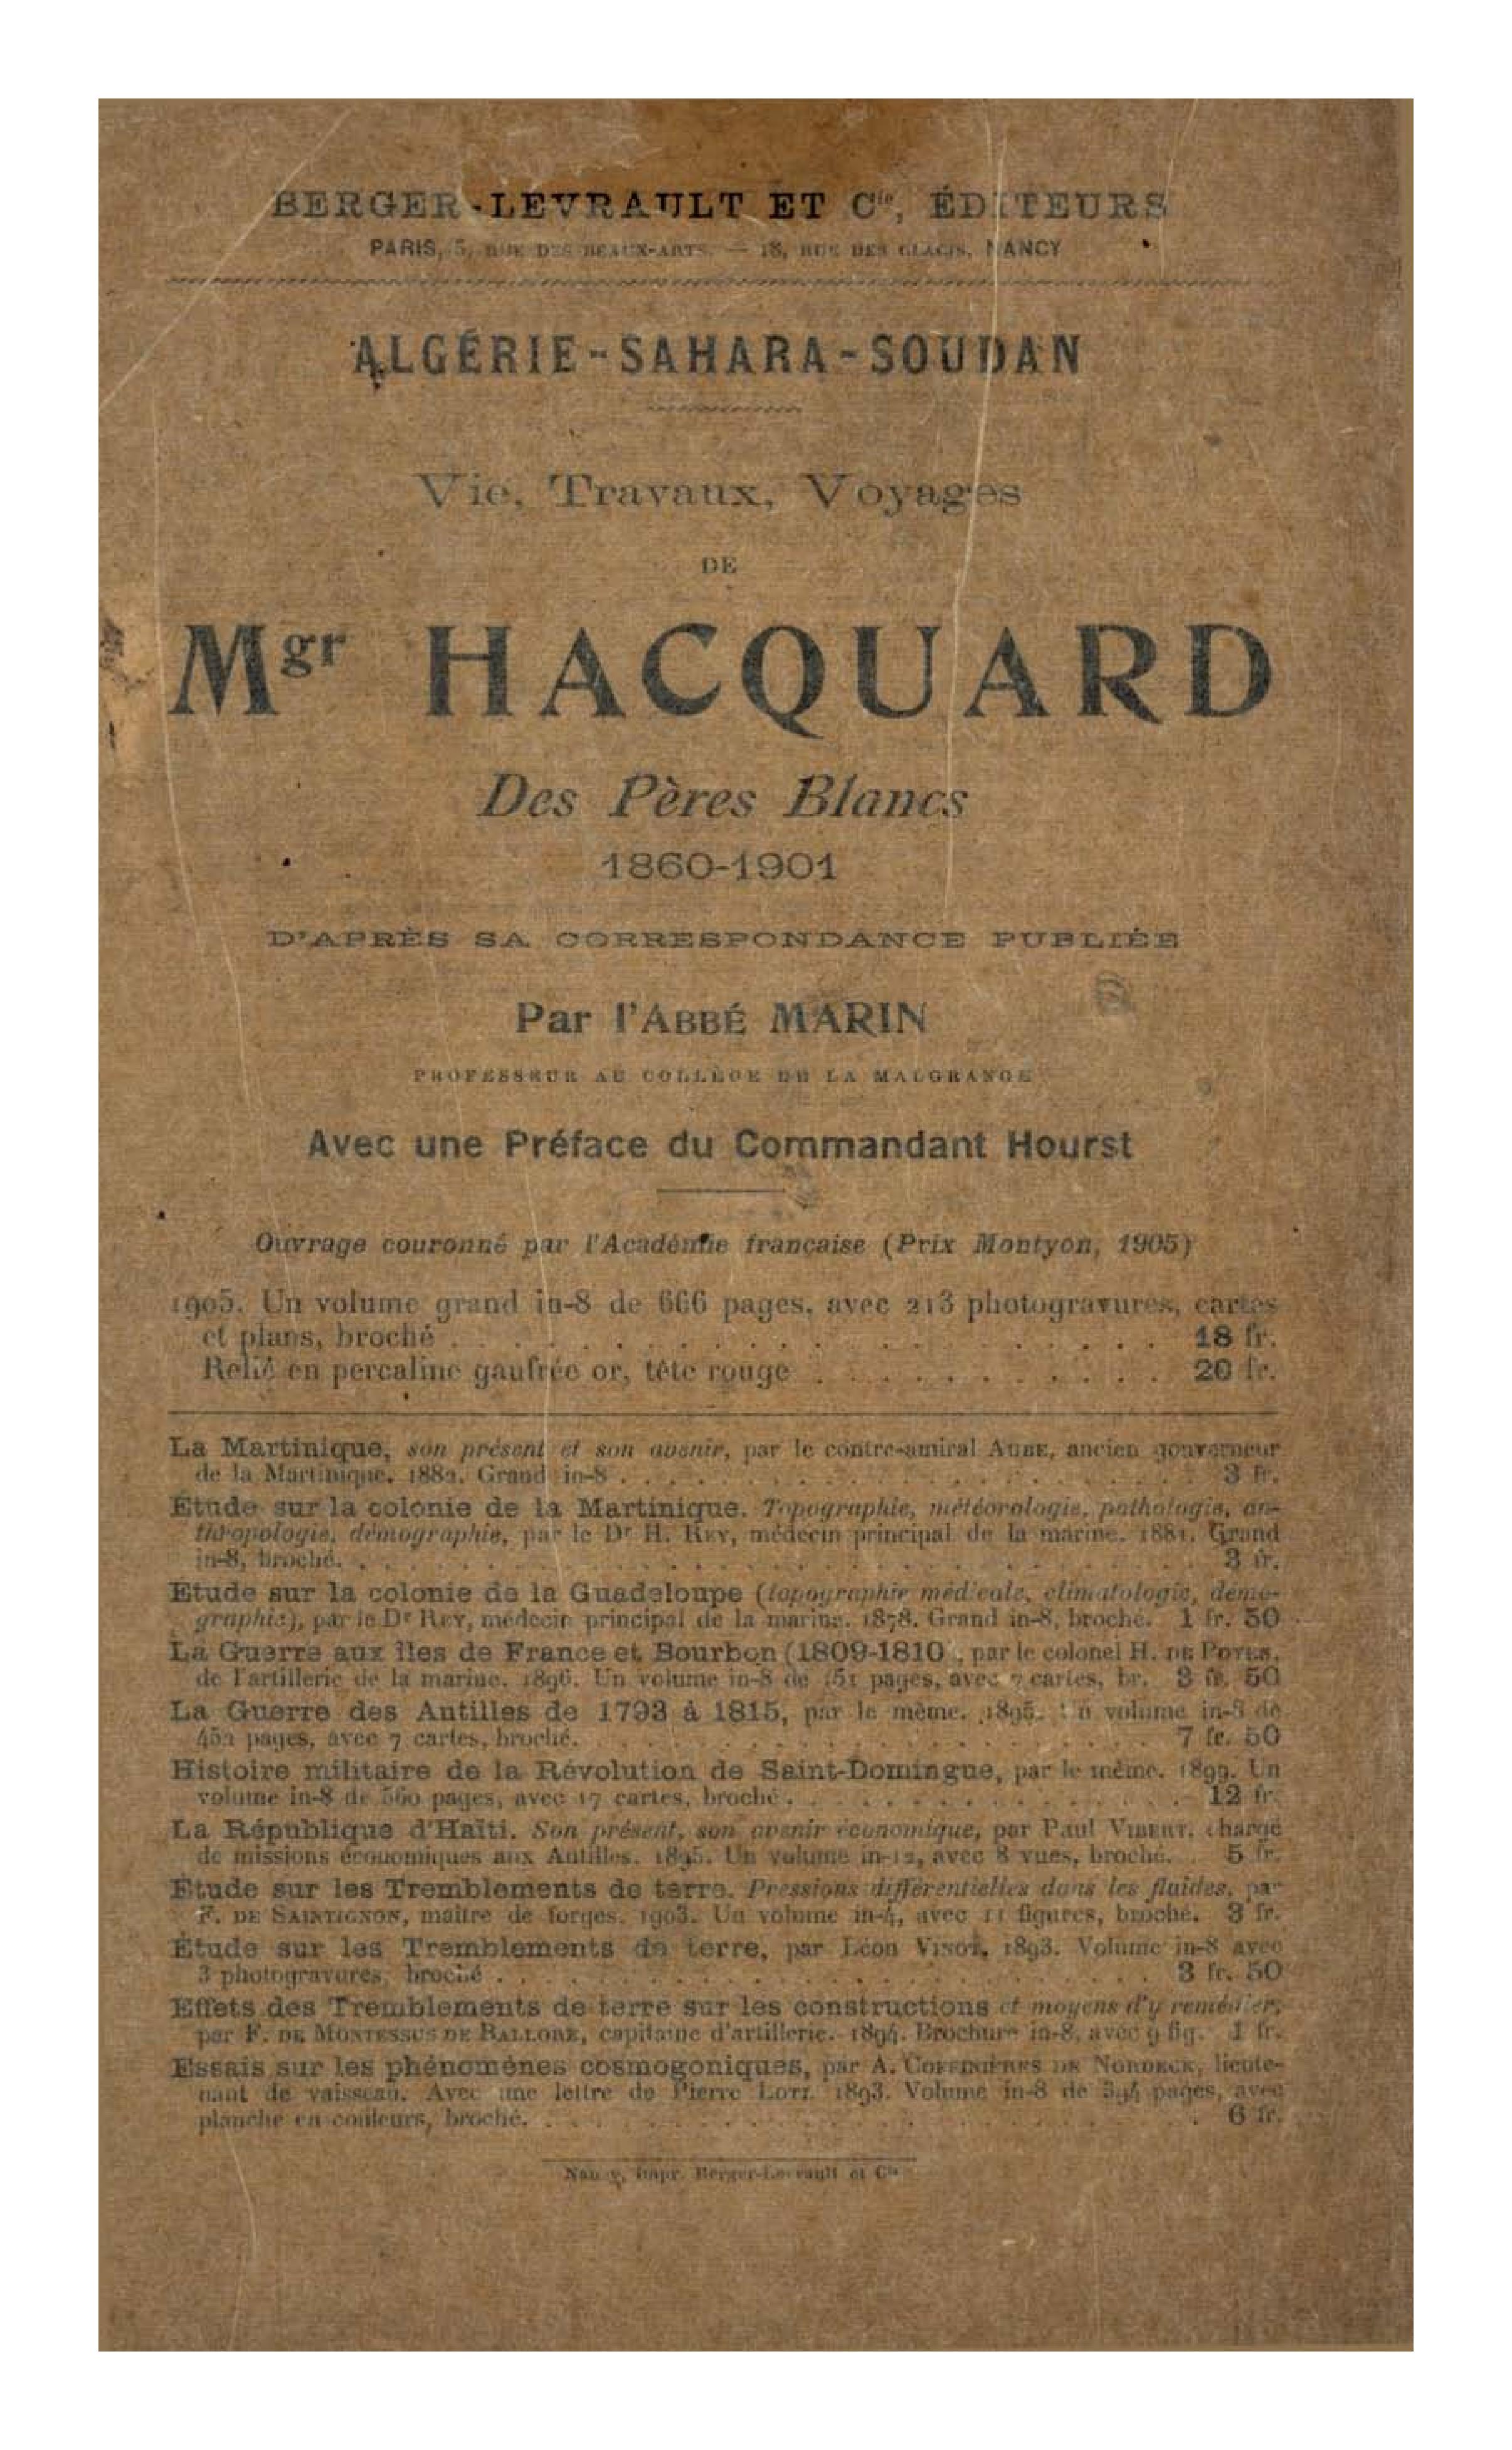 BERGER-LEVRAULT ET Cie, ÉDITEURS
PARIS, 5, RUE DES BEAUX-ARTS. — 18, RUE DES GLACIS, NANCY
ALGÉRIE-SAHARA-SOUDAN
Vie, Travaux, Voyages
DE
Mgr HACQUARD
Des Pères Blancs
1860-1901
D'APRÈS SA CORRESPONDANCE PUBLIÉE
Par l'ABBÉ MARIN
PROFESSEUR AU COLLÈGE DE LA MALGRANGE
Avec une Préface du Commandant Hourst
Ouvrage couronné par l'Académie française (Prix Montyon, 1905)
1905. Un volume grand in-8 de 666 pages, avec 213 photogravures, cartes
et plans, broché . . . . . . . . . . . . . . . . 18 fr.
Relié en percaline gaufrée or, tête rouge . . . . . . . . . . 20 fr.
La Martinique, son présent et son avenir, par le contre-amiral AUBE, ancien gouverneur
de la Martinique. 1882. Grand in-8 . . . . . . . . . . . . . . 3 fr.
Étude sur la colonie de la Martinique. Topographie, météorologie, pathologie, an-
thropologie, démographie, par le Dr H. REY, médecin principal de la marine. 1881. Grand
in-8, broché. . . . . . . . . . . . . . . . . . 3 fr.
Étude sur la colonie de la Guadeloupe (topographie médicale, climatologie, démo-
graphie), par le Dr REY, médecin principal de la marine. 1878. Grand in-8, broché. 1 fr. 50
La Guerre aux îles de France et Bourbon (1809-1810), par le colonel H. DE POYEN,
de l'artillerie de la marine. 1896. Un volume in-8 de 151 pages, avec 7 cartes, br. 3 fr. 50
La Guerre des Antilles de 1793 à 1815, par le même. 1895. Un volume in-8 de
452 pages, avec 7 cartes, broché. . . . . . . . . . . . . . . 7 fr. 50
Histoire militaire de la Révolution de Saint-Domingue, par le même. 1899. Un
volume in-8 de 560 pages, avec 17 cartes, broché . . . . . . . . . . . 12 fr.
La République d'Haïti. Son présent, son avenir économique, par Paul VIBERT, chargé
de missions économiques aux Antilles. 1895. Un volume in-12, avec 8 vues, broché. . 5 fr.
Étude sur les Tremblements de terre. Pressions différentielles dans les fluides, par
F. DE SAINTIGNON, maître de forges. 1903. Un volume in-4, avec 11 figures, broché. 3 fr.
Étude sur les Tremblements de terre, par Léon VINOT, 1893. Volume in-8 avec
3 photogravures, broché . . . . . . . . . . . . . . . . 3 fr. 50
Effets des Tremblements de terre sur les constructions et moyens d'y remédier,
par F. DE MONTESSUS DE BALLORE, capitaine d'artillerie. 1894. Brochure in-8, avec 9 fig. 1 fr.
Essais sur les phénomènes cosmogoniques, par A. COFFINIÈRES DE NORDECK, lieute-
nant de vaisseau. Avec une lettre de Pierre LOTI. 1893. Volume in-8 de 394 pages, avec
planche en couleurs, broché. . . . . . . . . . . . . . . . 6 fr.
Nancy, impr. Berger-Levrault et Cie